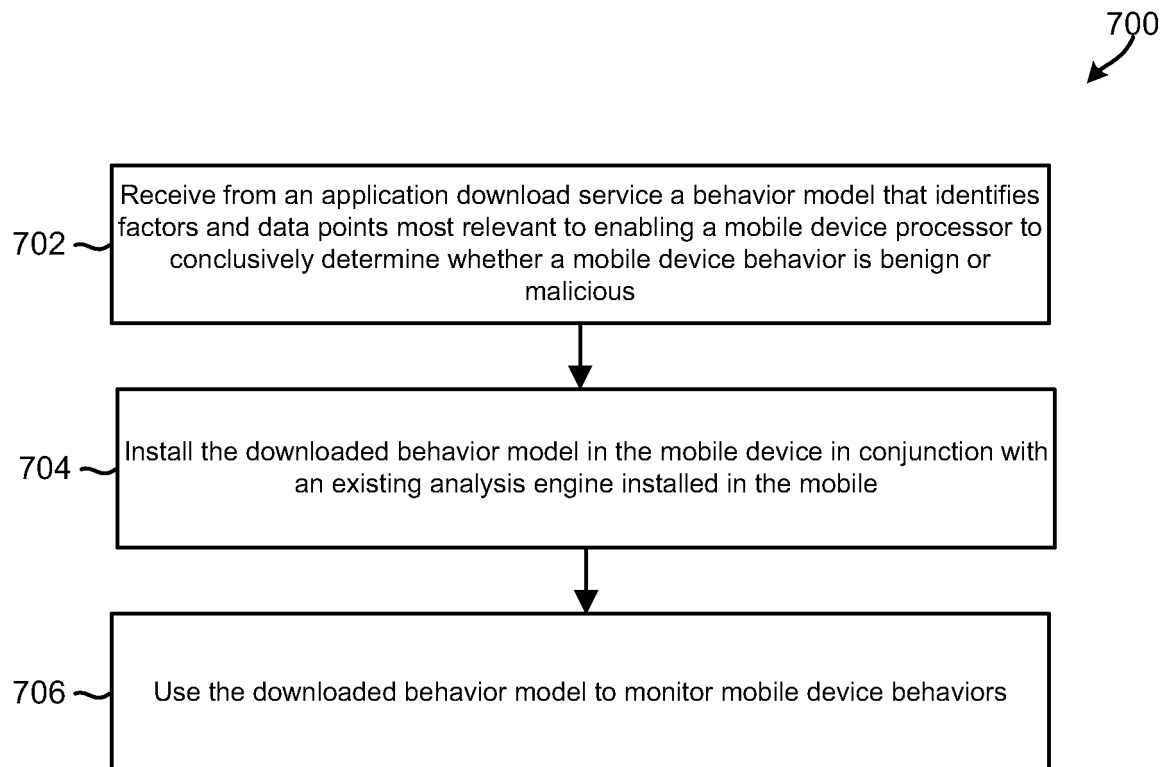 700
Receive from an application download service a behavior model that identifies
factors and data points most relevant to enabling a mobile device processor to
702
conclusively determine whether a mobile device behavior is benign or
malicious
Install the downloaded behavior model in the mobile device in conjunction with
704
an existing analysis engine installed in the mobile
706
Use the downloaded behavior model to monitor mobile device behaviors